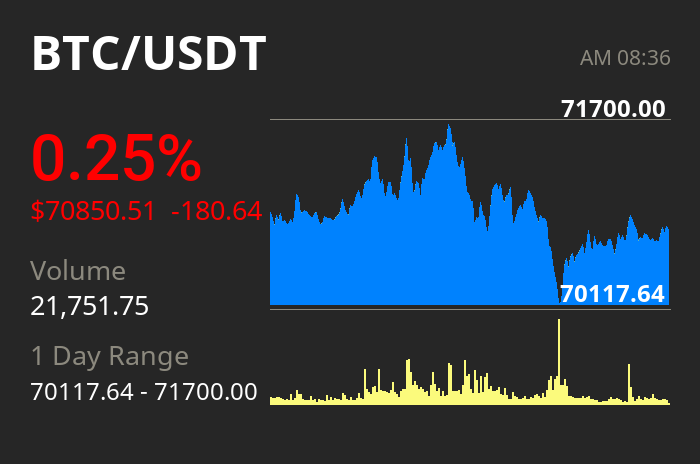 BTC/USDT
AM 08:36
71700.00
0.25%
$70850.51 -180.64
Volume
21,751.75
70117.64
1 Day Range
70117.64 - 71700.00